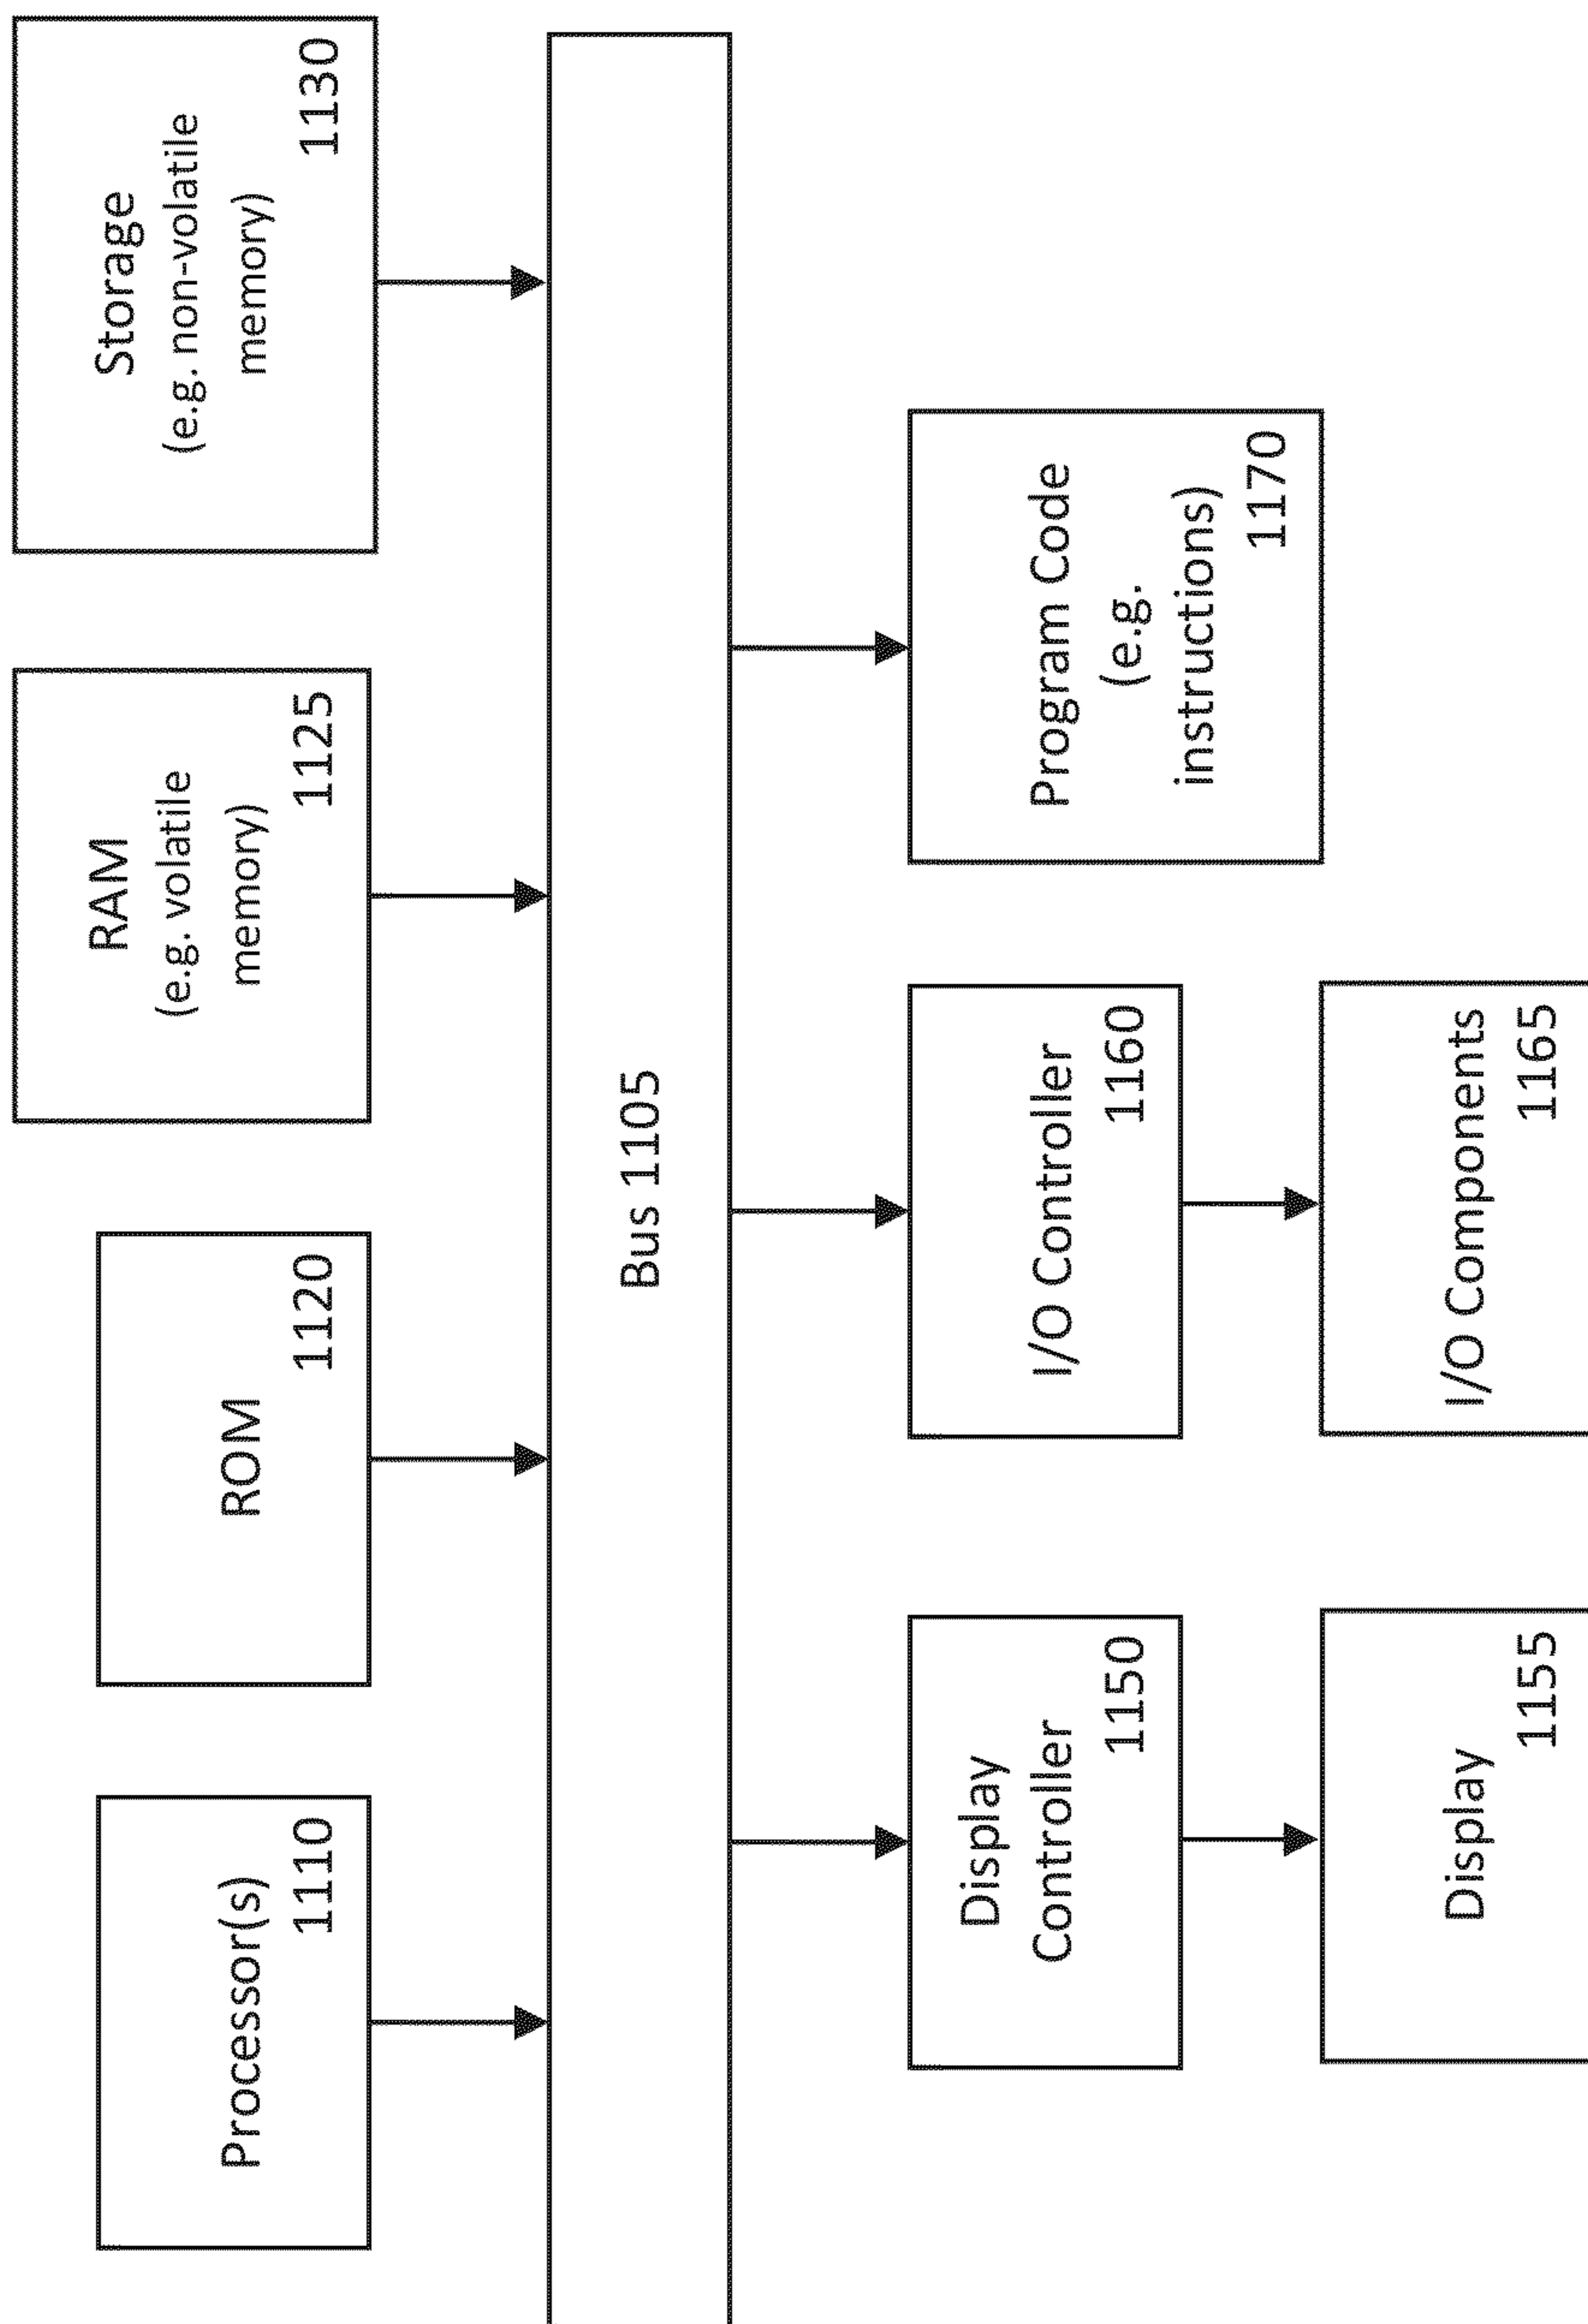 Processor(s)
1110
ROM
1120
RAM
(e.g. volatile
memory)
1125
Storage
(e.g. non-volatile
memory)
1130
Bus 1105
Display
Controller
1150
I/O Controller
1160
Program Code
(e.g.
instructions)
1170
Display
1155
I/O Components
1165